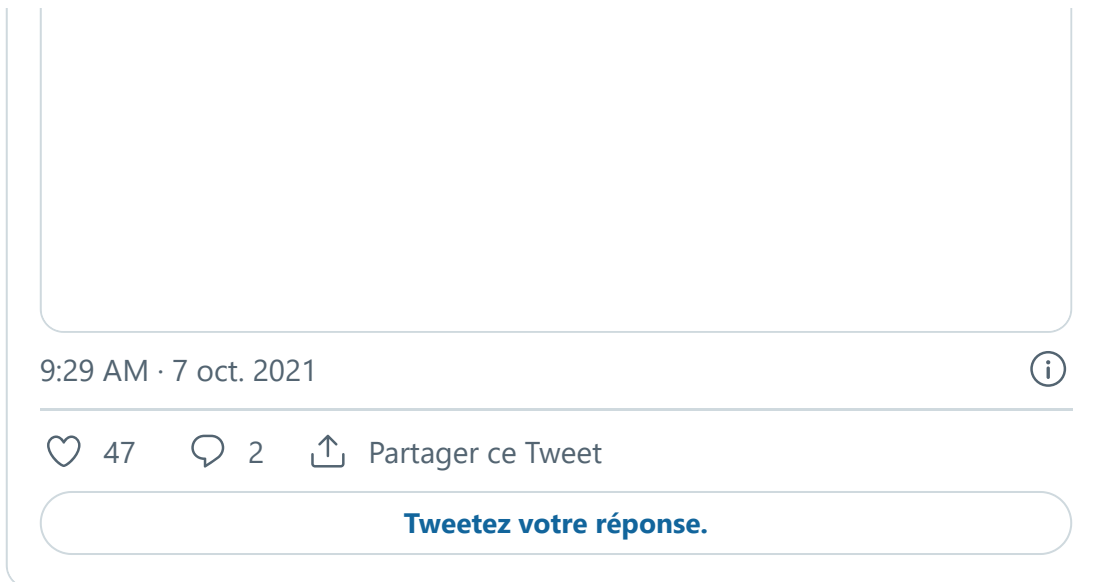 9:29 AM · 7 oct. 2021
47 2 Partager ce Tweet
Tweetez votre réponse.